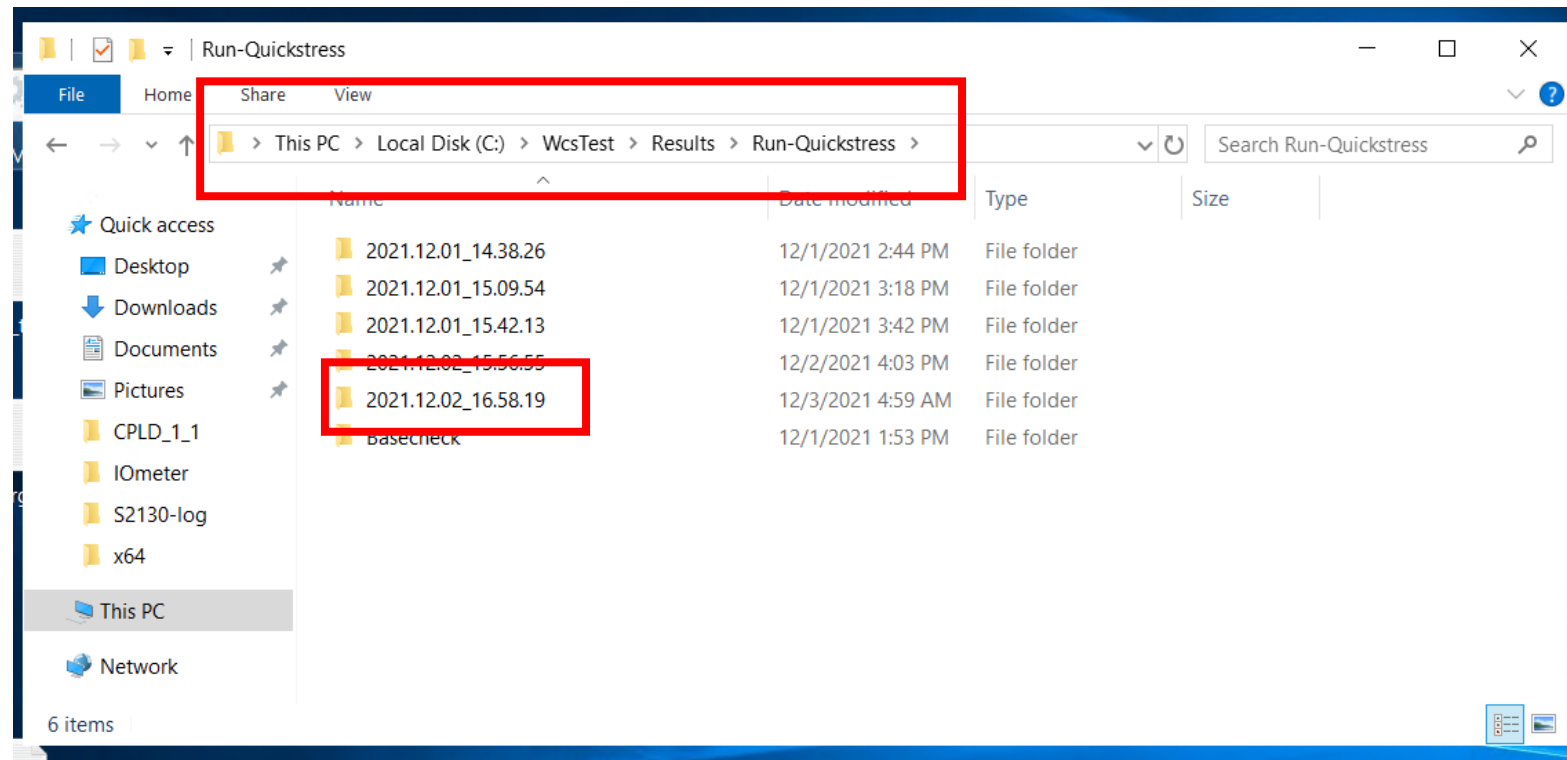 Run-Quickstress
File Home Share View
This PC > Local Disk (C:) > WcsTest > Results > Run-Quickstress >
Search Run-Quickstress
Name Date modified Type Size
Quick access
Desktop
Downloads
Documents
Pictures
CPLD_1_1
IOmeter
S2130-log
x64
This PC
Network
2021.12.01_14.38.26 12/1/2021 2:44 PM File folder
2021.12.01_15.09.54 12/1/2021 3:18 PM File folder
2021.12.01_15.42.13 12/1/2021 3:42 PM File folder
2021.12.02_15.56.55 12/2/2021 4:03 PM File folder
2021.12.02_16.58.19 12/3/2021 4:59 AM File folder
Basecheck 12/1/2021 1:53 PM File folder
6 items